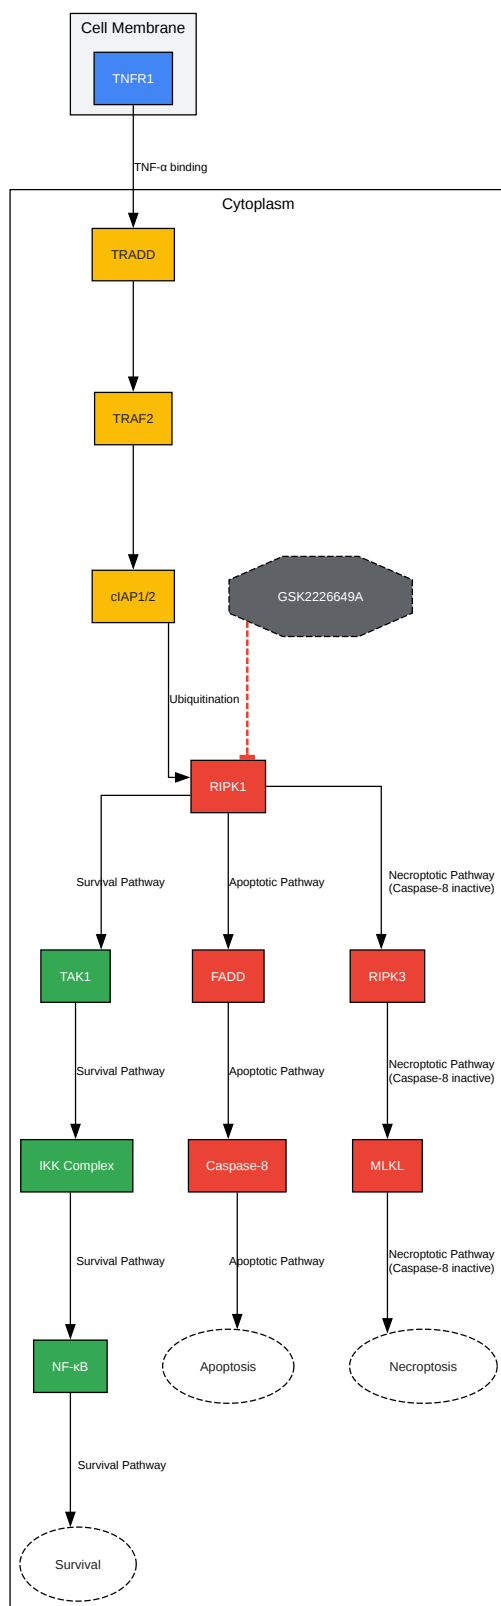 Cell Membrane
TNFR1
TNF-α binding
Cytoplasm
TRADD
TRAF2
cIAP1/2
GSK2226649A
Ubiquitination
RIPK1
Survival Pathway
Apoptotic Pathway
Necroptotic Pathway
(Caspase-8 inactive)
TAK1
FADD
RIPK3
Survival Pathway
Apoptotic Pathway
Necroptotic Pathway
(Caspase-8 inactive)
IKK Complex
Caspase-8
MLKL
Survival Pathway
Apoptotic Pathway
Necroptotic Pathway
(Caspase-8 inactive)
NF-κB
Apoptosis
Necroptosis
Survival Pathway
Survival